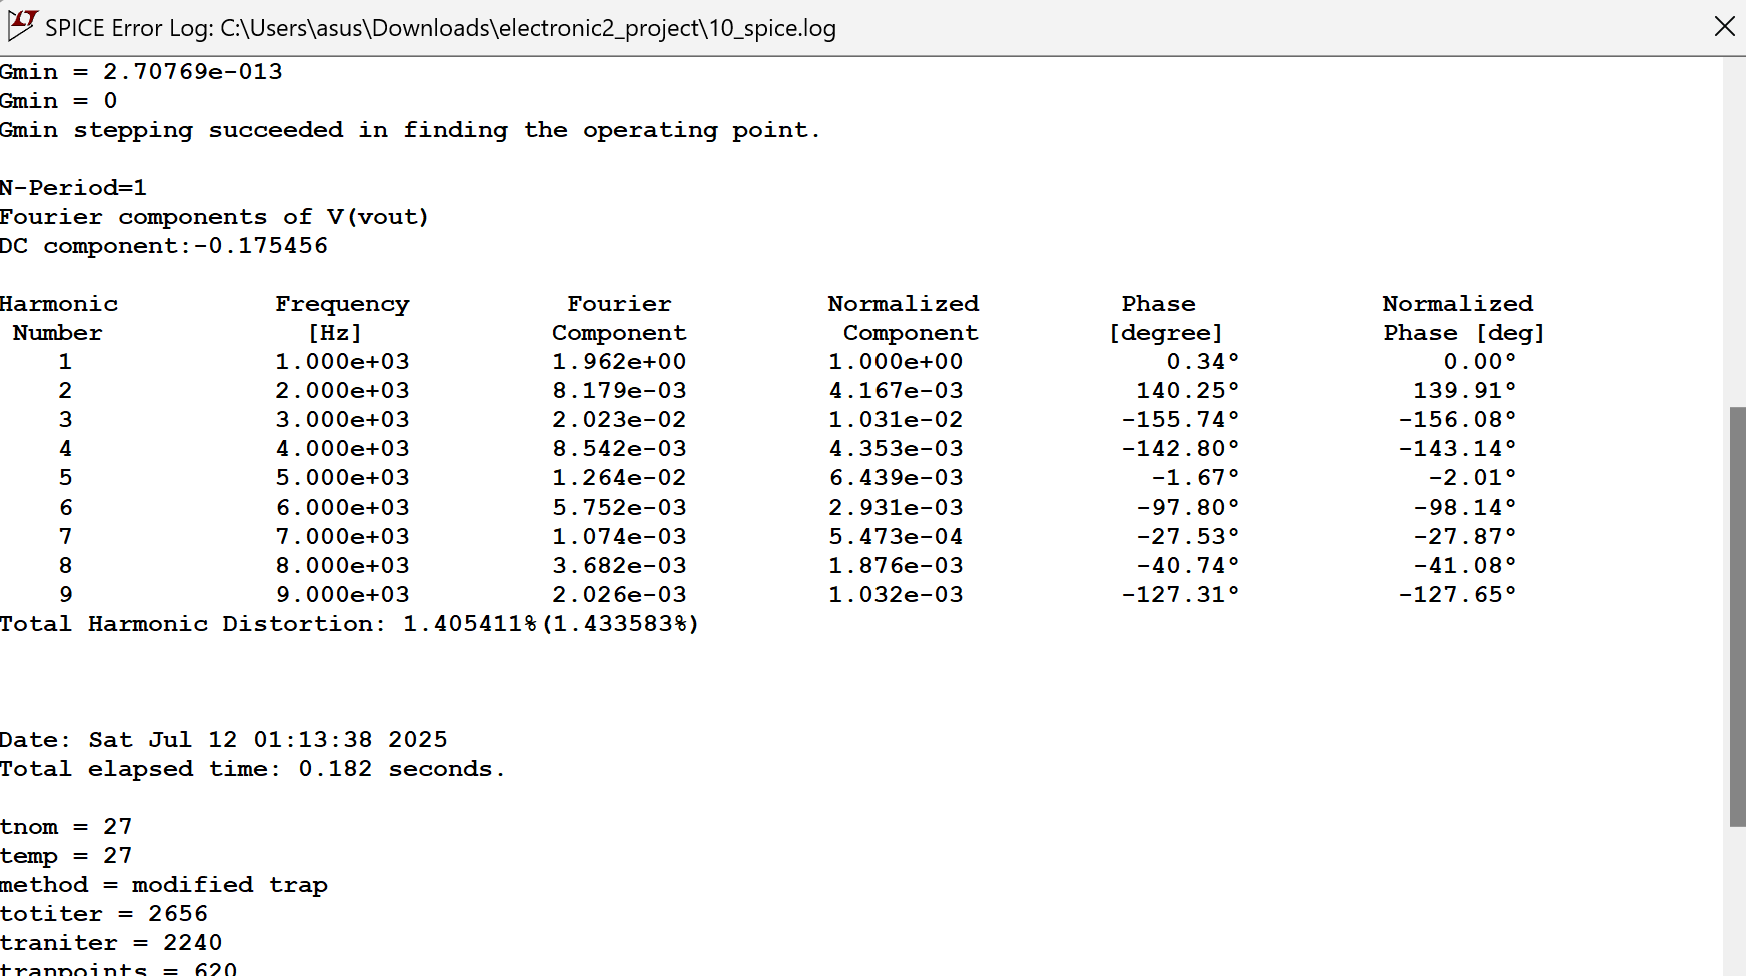 SPICE Error Log: C:\Users\asus\Downloads\electronic2_project\10_spice.log
Gmin = 2.70769e-013
Gmin = 0
Gmin stepping succeeded in finding the operating point.
N-Period=1
Fourier components of V(vout)
DC component:-0.175456
Harmonic Frequency Fourier Normalized Phase Normalized
Number [Hz] Component Component [degree] Phase [deg]
1 1.000e+03 1.962e+00 1.000e+00 0.34° 0.00°
2 2.000e+03 8.179e-03 4.167e-03 140.25° 139.91°
3 3.000e+03 2.023e-02 1.031e-02 -155.74° -156.08°
4 4.000e+03 8.542e-03 4.353e-03 -142.80° -143.14°
5 5.000e+03 1.264e-02 6.439e-03 -1.67° -2.01°
6 6.000e+03 5.752e-03 2.931e-03 -97.80° -98.14°
7 7.000e+03 1.074e-03 5.473e-04 -27.53° -27.87°
8 8.000e+03 3.682e-03 1.876e-03 -40.74° -41.08°
9 9.000e+03 2.026e-03 1.032e-03 -127.31° -127.65°
Total Harmonic Distortion: 1.405411%(1.433583%)
Date: Sat Jul 12 01:13:38 2025
Total elapsed time: 0.182 seconds.
tnom = 27
temp = 27
method = modified trap
totiter = 2656
traniter = 2240
tranpoints = 620